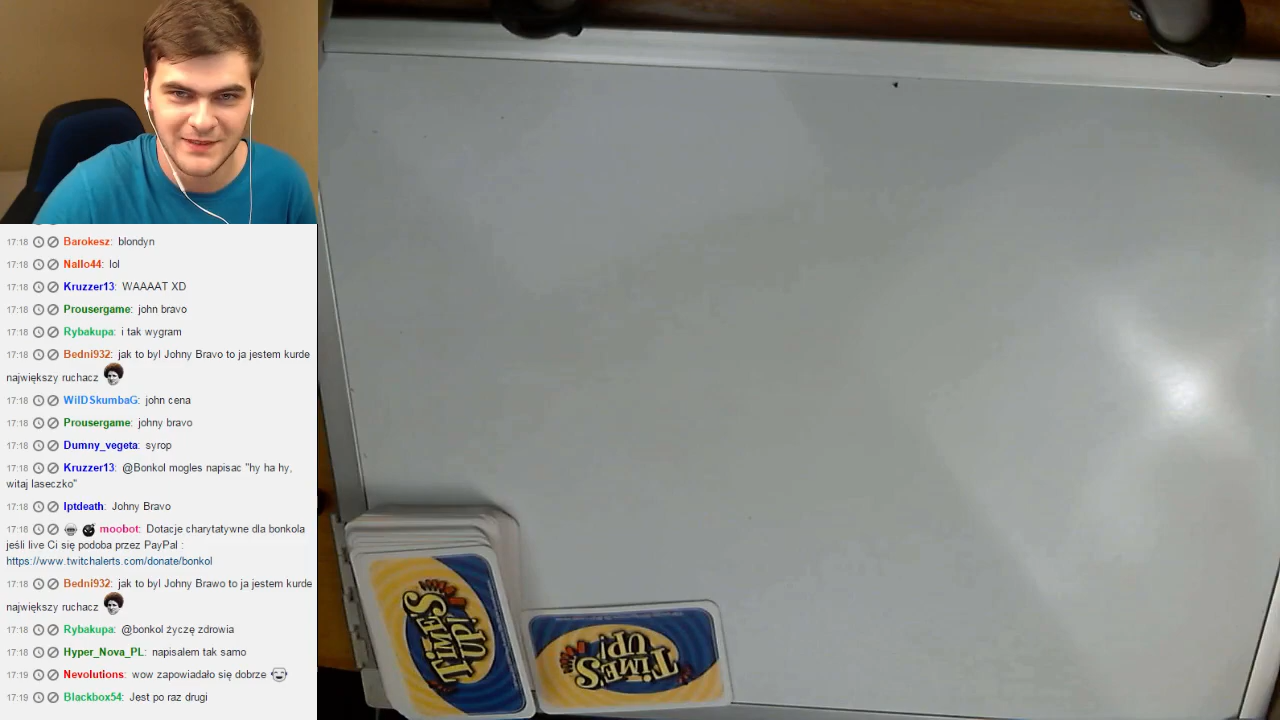 17:18 Barokesz: blondyn
17:18 Nallo44: lol
17:18 Kruzzer13: WAAAAT XD
17:18 Prousergame: john bravo
17:18 Rybakupa: i tak wygram
17:18 Bedni932: jak to byl Johny Bravo to ja jestem kurde
największy ruchacz
17:18 WilDSkumbaG: john cena
17:18 Prousergame: johny bravo
17:18 Dumny_vegeta: syrop
17:18 Kruzzer13: @Bonkol mogles napisac "hy ha hy,
witaj laseczko"
17:18 Iptdeath: Johny Bravo
17:18 moobot: Dotacje charytatywne dla bonkola
jeśli live Ci się podoba przez PayPal :
https://www.twitchalerts.com/donate/bonkol
17:18 Bedni932: jak to byl Johny Brawo to ja jestem kurde
największy ruchacz
17:18 Rybakupa: @bonkol życzę zdrowia
17:18 Hyper_Nova_PL: napisalem tak samo
17:19 Nevolutions: wow zapowiadało się dobrze
17:19 Blackbox54: Jest po raz drugi
TIME'S
UP!
TIME'S
UP!